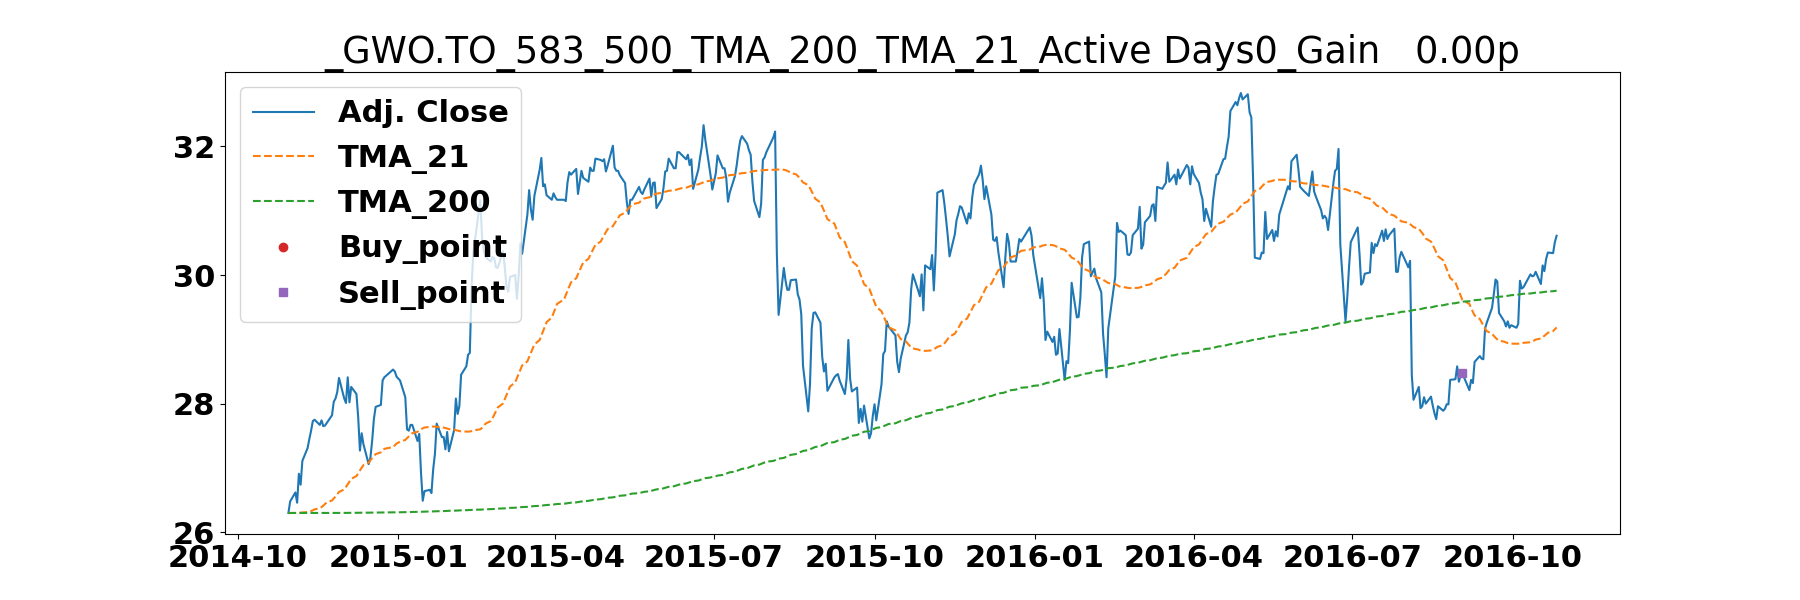 _GWO.TO_583_500_TMA_200_TMA_21_Active Days0_Gain   0.00p
Adj. Close
TMA_21
TMA_200
Buy_point
Sell_point
32
30
28
26
2014-10 2015-01 2015-04 2015-07 2015-10 2016-01 2016-04 2016-07 2016-10